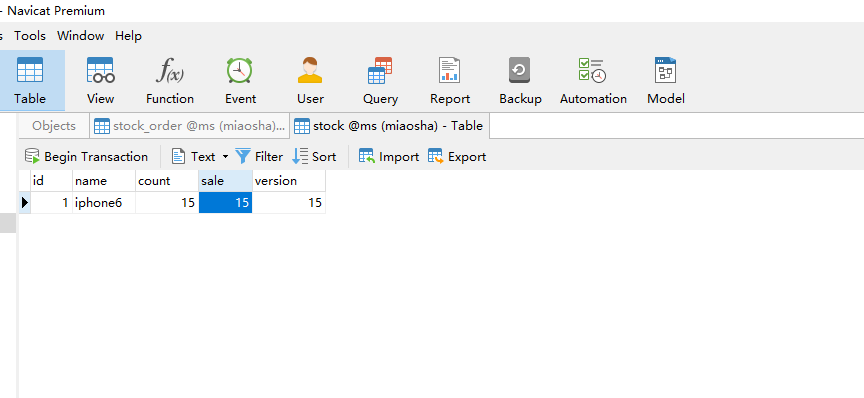 - Navicat Premium
s Tools Window Help
f(x)
Table View Function Event User Query Report Backup Automation Model
Objects stock_order @ms (miaosha)... stock @ms (miaosha) - Table
Begin Transaction Text Filter Sort Import Export
id name count sale version
1 iphone6 15 15 15